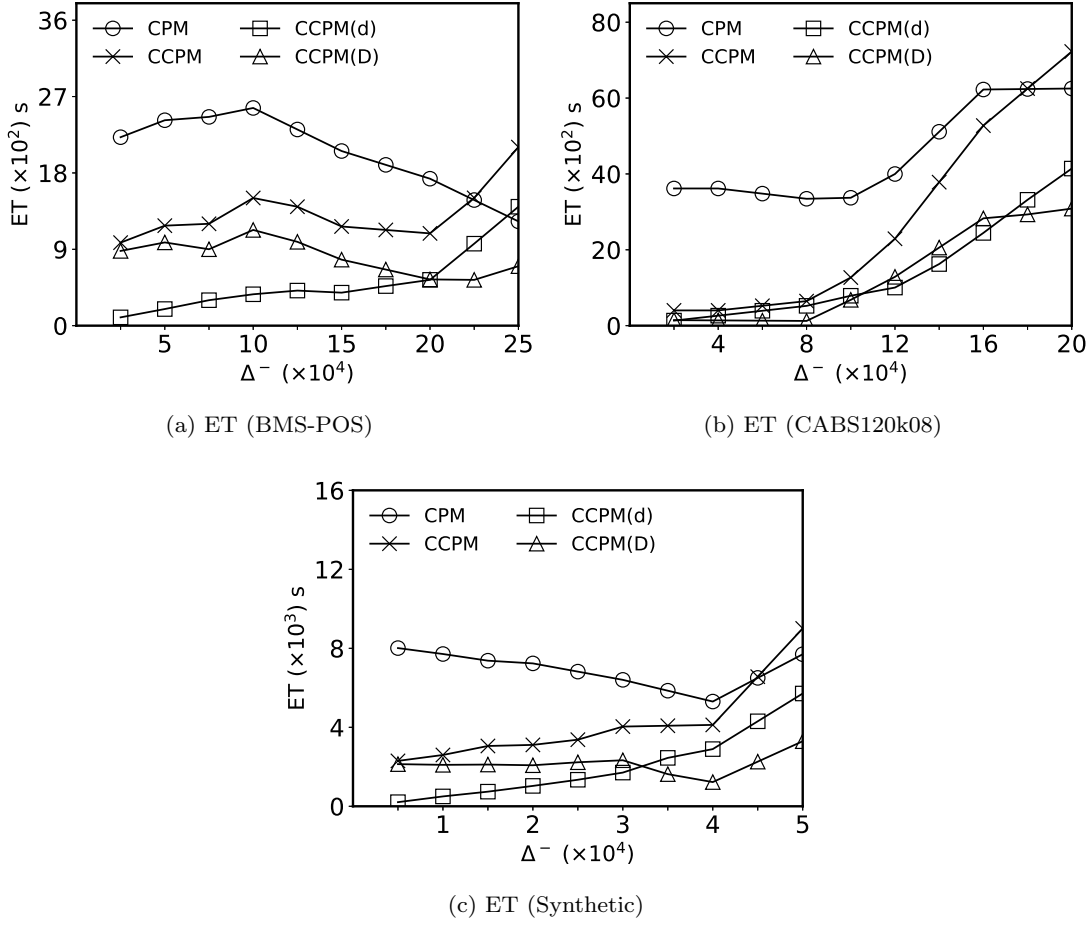 36
27
18
9
0
ET (×10²) s
CPM
CCPM
CCPM(d)
CCPM(D)
5 10 15 20 25
Δ⁻ (×10⁴)
(a) ET (BMS-POS)
80
60
40
20
0
ET (×10²) s
CPM
CCPM
CCPM(d)
CCPM(D)
4 8 12 16 20
Δ⁻ (×10⁴)
(b) ET (CABS120k08)
16
12
8
4
0
ET (×10³) s
CPM
CCPM
CCPM(d)
CCPM(D)
1 2 3 4 5
Δ⁻ (×10⁴)
(c) ET (Synthetic)